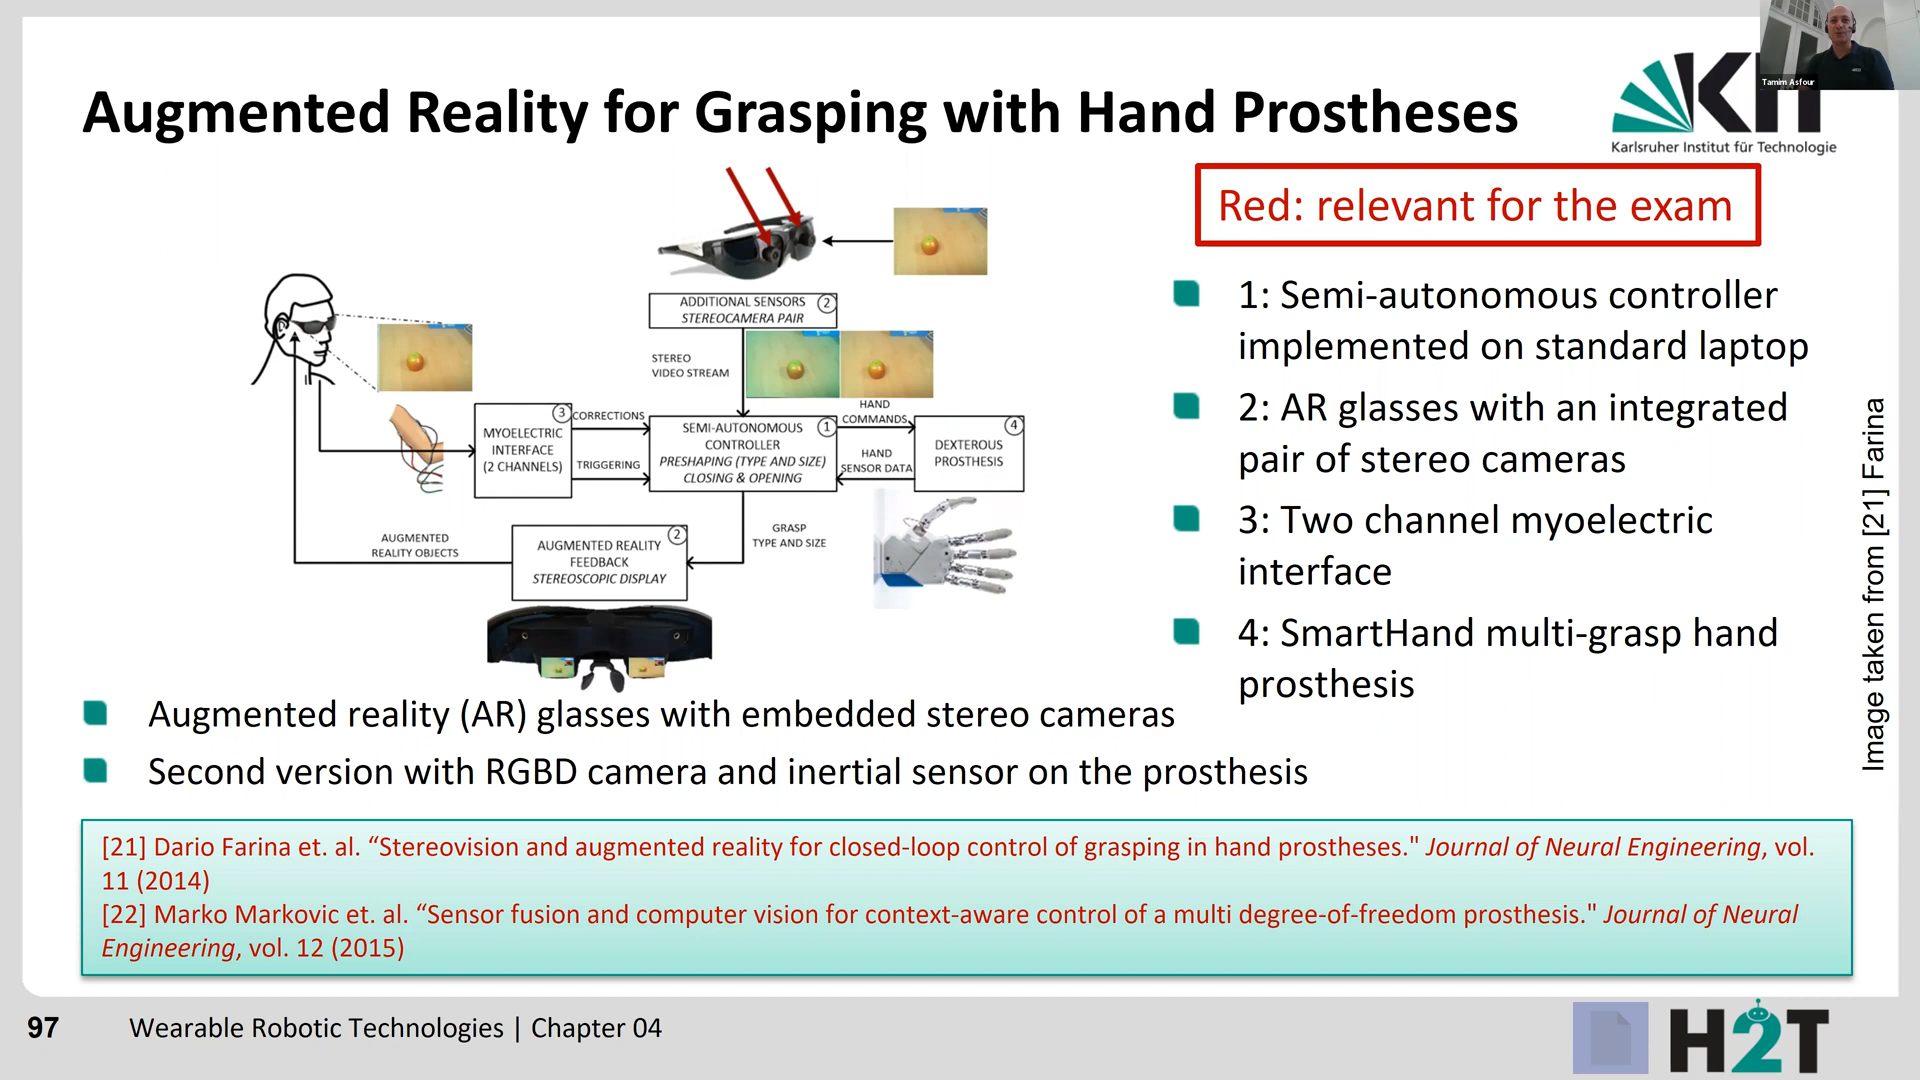 Tamim Asfour
Augmented Reality for Grasping with Hand Prostheses
KIT
Karlsruher Institut für Technologie
Red: relevant for the exam
ADDITIONAL SENSORS
STEREOCAMERA PAIR
2
STEREO
VIDEO STREAM
MYOELECTRIC
INTERFACE
(2 CHANNELS)
3
CORRECTIONS
TRIGGERING
SEMI-AUTONOMOUS
CONTROLLER
PRESHAPING (TYPE AND SIZE)
CLOSING & OPENING
1
HAND
COMMANDS
HAND
SENSOR DATA
DEXTEROUS
PROSTHESIS
4
AUGMENTED
REALITY OBJECTS
AUGMENTED REALITY
FEEDBACK
STEREOSCOPIC DISPLAY
2
GRASP
TYPE AND SIZE
1: Semi-autonomous controller
implemented on standard laptop
2: AR glasses with an integrated
pair of stereo cameras
3: Two channel myoelectric
interface
4: SmartHand multi-grasp hand
prosthesis
Image taken from [21] Farina
Augmented reality (AR) glasses with embedded stereo cameras
Second version with RGBD camera and inertial sensor on the prosthesis
[21] Dario Farina et. al. “Stereovision and augmented reality for closed-loop control of grasping in hand prostheses." Journal of Neural Engineering, vol.
11 (2014)
[22] Marko Markovic et. al. “Sensor fusion and computer vision for context-aware control of a multi degree-of-freedom prosthesis." Journal of Neural
Engineering, vol. 12 (2015)
97
Wearable Robotic Technologies | Chapter 04
H2T